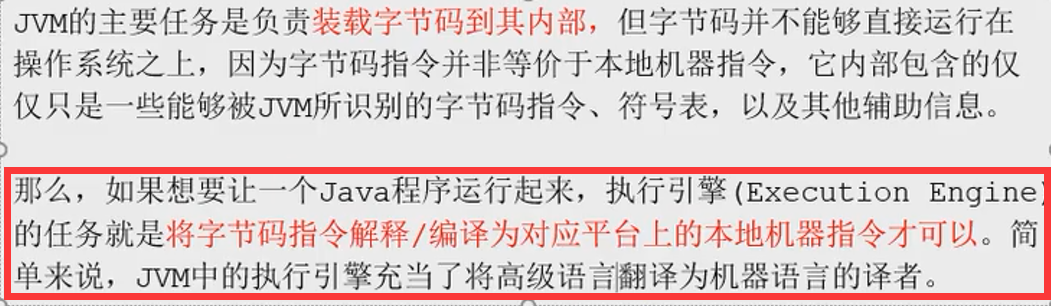 JVM的主要任务是负责装载字节码到其内部，但字节码并不能够直接运行在
操作系统之上，因为字节码指令并非等价于本地机器指令，它内部包含的仅
仅只是一些能够被JVM所识别的字节码指令、符号表，以及其他辅助信息。
那么，如果想要让一个Java程序运行起来，执行引擎(Execution Engine)
的任务就是将字节码指令解释/编译为对应平台上的本地机器指令才可以。简
单来说，JVM中的执行引擎充当了将高级语言翻译为机器语言的译者。